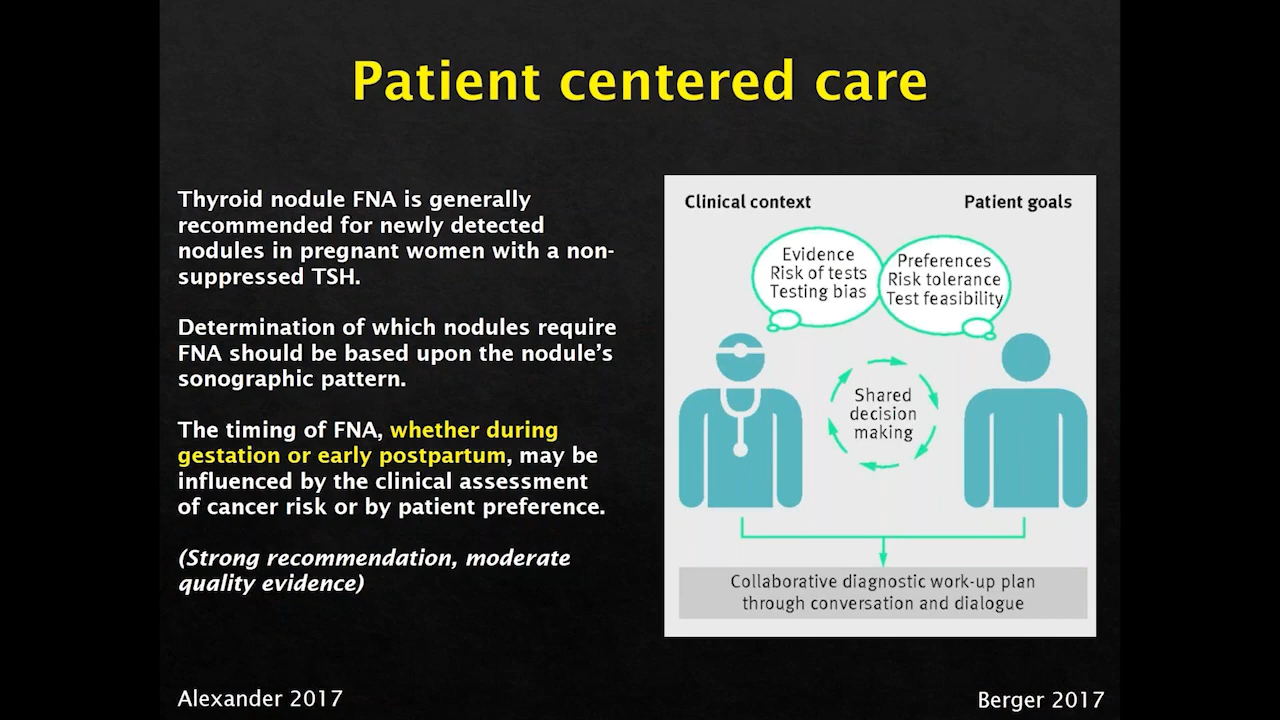 Patient centered care
Thyroid nodule FNA is generally
recommended for newly detected
nodules in pregnant women with a non-
suppressed TSH.
Determination of which nodules require
FNA should be based upon the nodule’s
sonographic pattern.
The timing of FNA, whether during
gestation or early postpartum, may be
influenced by the clinical assessment
of cancer risk or by patient preference.
(Strong recommendation, moderate
quality evidence)
Clinical context
Patient goals
Evidence
Risk of tests
Testing bias
Preferences
Risk tolerance
Test feasibility
Shared
decision
making
Collaborative diagnostic work-up plan
through conversation and dialogue
Alexander 2017
Berger 2017